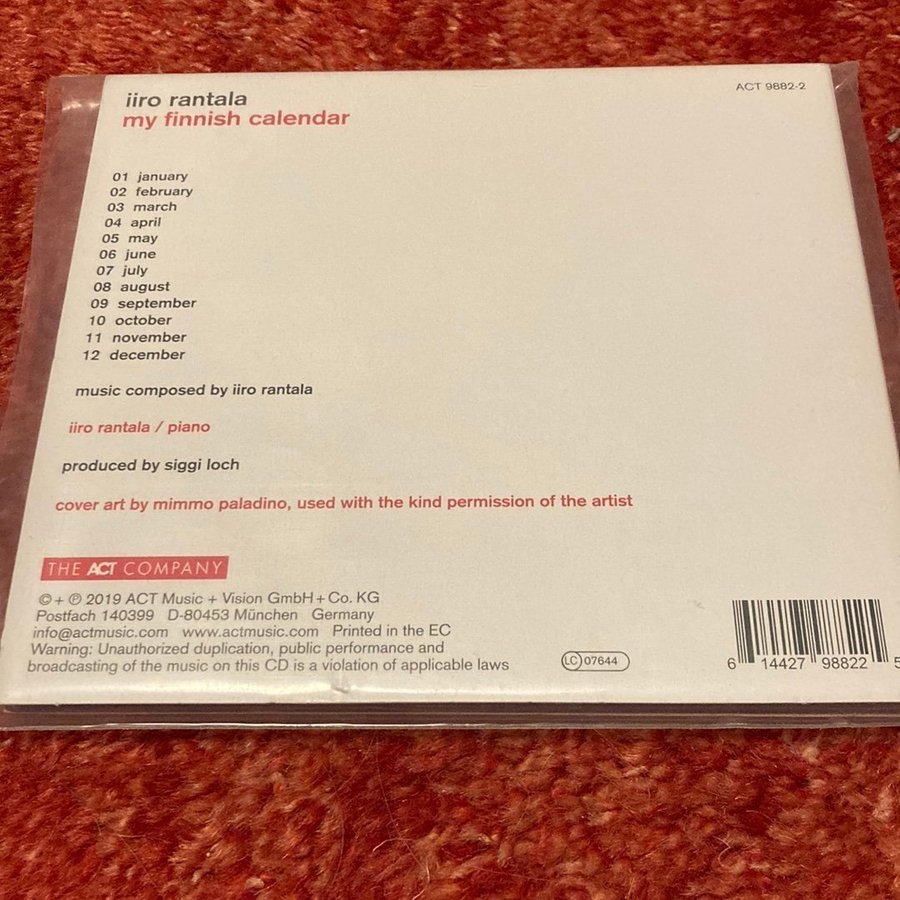 iiro rantala
my finnish calendar
ACT 9882-2
01 january
02 february
03 march
04 april
05 may
06 june
07 july
08 august
09 september
10 october
11 november
12 december
music composed by iiro rantala
iiro rantala / piano
produced by siggi loch
cover art by mimmo paladino, used with the kind permission of the artist
THE ACT COMPANY
© + ℗ 2019 ACT Music + Vision GmbH + Co. KG
Postfach 140399 D-80453 München Germany
info@actmusic.com www.actmusic.com Printed in the EC
Warning: Unauthorized duplication, public performance and
broadcasting of the music on this CD is a violation of applicable laws
LC 07644
6 14427 98822 5